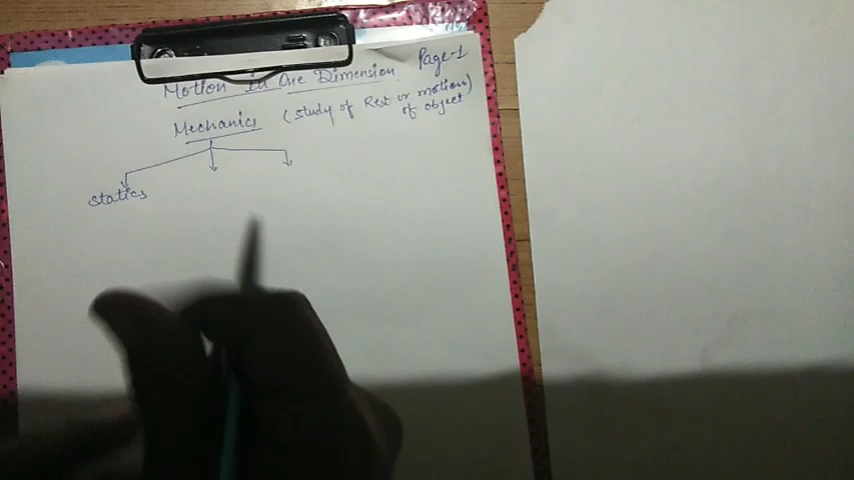 Motion in One Dimension Page-1
Mechanics (Study of Rest or motion)
of object
statics